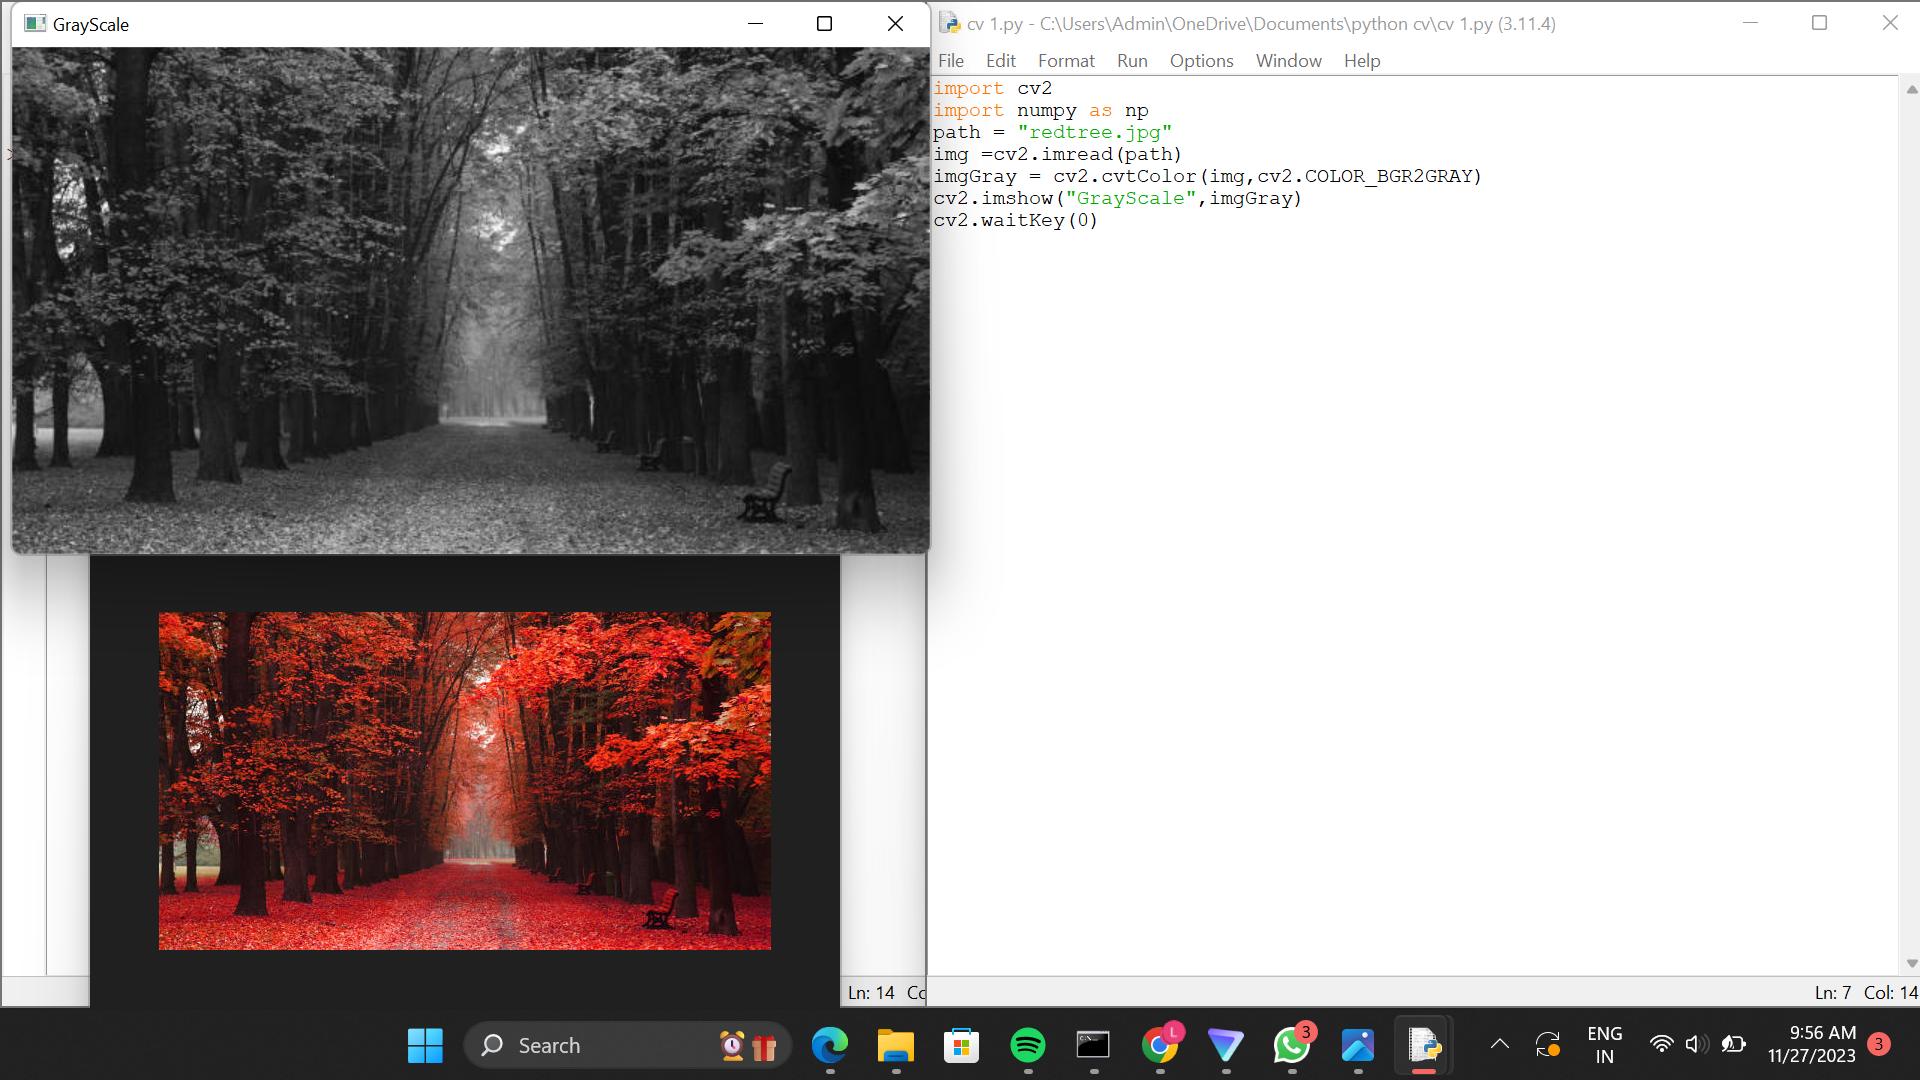 GrayScale
cv 1.py - C:\Users\Admin\OneDrive\Documents\python cv\cv 1.py (3.11.4)
File Edit Format Run Options Window Help
import cv2
import numpy as np
path = "redtree.jpg"
img =cv2.imread(path)
imgGray = cv2.cvtColor(img,cv2.COLOR_BGR2GRAY)
cv2.imshow("GrayScale",imgGray)
cv2.waitKey(0)
>
Ln: 14 Co
Ln: 7 Col: 14
Search
L
3
ENG
IN
9:56 AM
11/27/2023
3